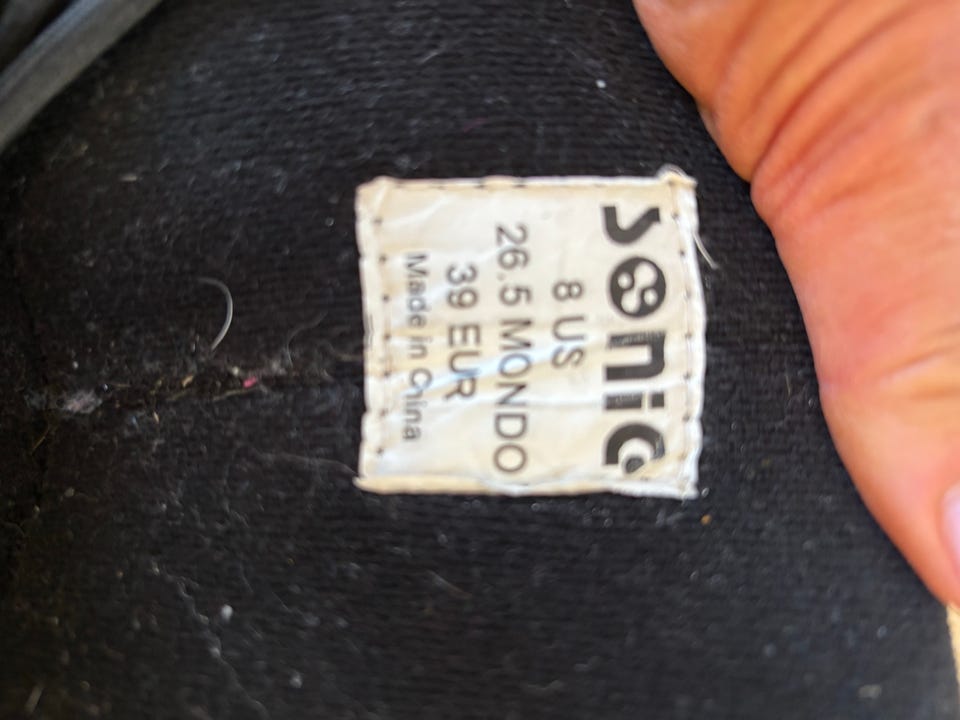 sonic
8 US
26.5 MONDO
39 EUR
Made in China